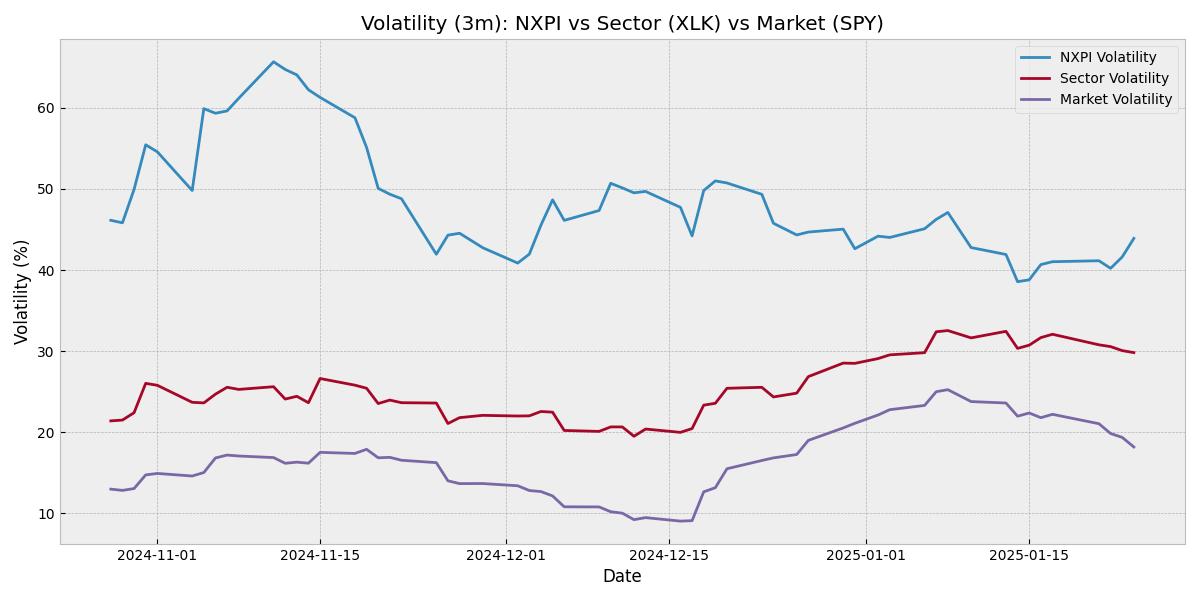 Volatility (3m): NXPI vs Sector (XLK) vs Market (SPY)
NXPI Volatility
Sector Volatility
Market Volatility
Volatility (%)
60
50
40
30
20
10
2024-11-01
2024-11-15
2024-12-01
2024-12-15
2025-01-01
2025-01-15
Date